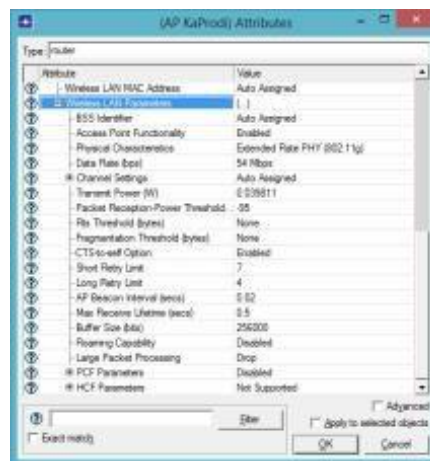 (AP KaProdi) Attributes
Type: router
Attribute Value
Wireless LAN MAC Address Auto Assigned
Wireless LAN Parameters (...)
BSS Identifier Auto Assigned
Access Point Functionality Enabled
Physical Characteristics Extended Rate PHY (802.11g)
Data Rate (bps) 54 Mbps
Channel Settings Auto Assigned
Transmit Power (W) 0.039811
Packet Reception-Power Threshold... -95
Rts Threshold (bytes) None
Fragmentation Threshold (bytes) None
CTS-to-self Option Enabled
Short Retry Limit 7
Long Retry Limit 4
AP Beacon Interval (secs) 0.02
Max Receive Lifetime (secs) 0.5
Buffer Size (bits) 256000
Roaming Capability Disabled
Large Packet Processing Drop
PCF Parameters Disabled
HCF Parameters Not Supported
Advanced
Filter Apply to selected objects
Exact match
OK Cancel